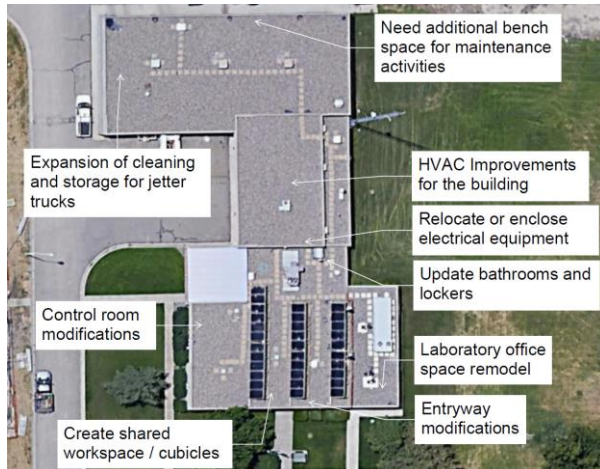 Need additional bench
space for maintenance
activities
Expansion of cleaning
and storage for jetter
trucks
HVAC Improvements
for the building
Relocate or enclose
electrical equipment
Update bathrooms and
lockers
Control room
modifications
Laboratory office
space remodel
Entryway
modifications
Create shared
workspace / cubicles